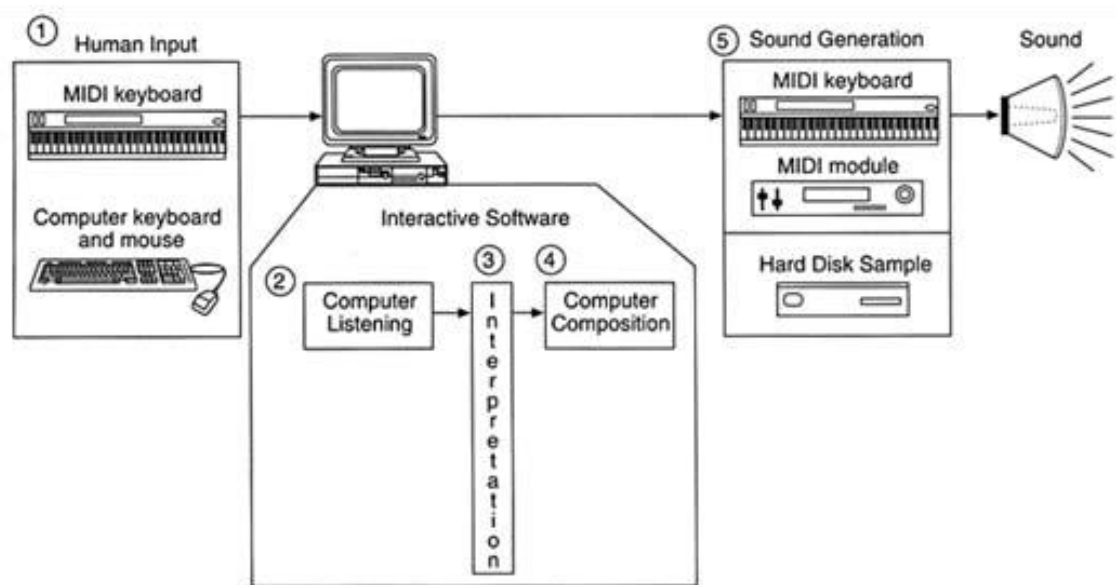 ① Human Input
MIDI keyboard
Computer keyboard
and mouse
Interactive Software
②
Computer
Listening
③
Interpretation
④
Computer
Composition
⑤ Sound Generation
MIDI keyboard
MIDI module
Hard Disk Sample
Sound